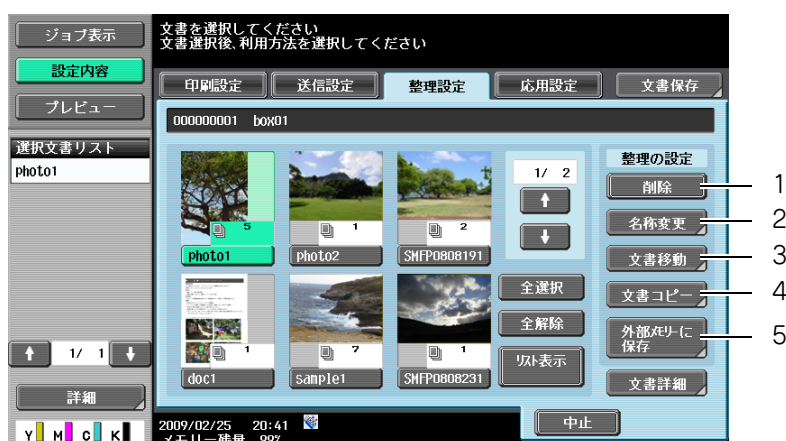 ジョブ表示
設定内容
プレビュー
選択文書リスト
photo1
1/ 1
詳細
Y M C K
文書を選択してください
文書選択後、利用方法を選択してください
印刷設定 送信設定 整理設定 応用設定 文書保存
000000001 box01
5 1 2
photo1 photo2 SMFP0808191
1 7 1
doc1 sample1 SMFP0808231
1/ 2
全選択
全解除
リスト表示
整理の設定
削除 1
名称変更 2
文書移動 3
文書コピー 4
外部メモリーに 5
保存
文書詳細
2009/02/25 20:41
メモリー残量 99%
中止